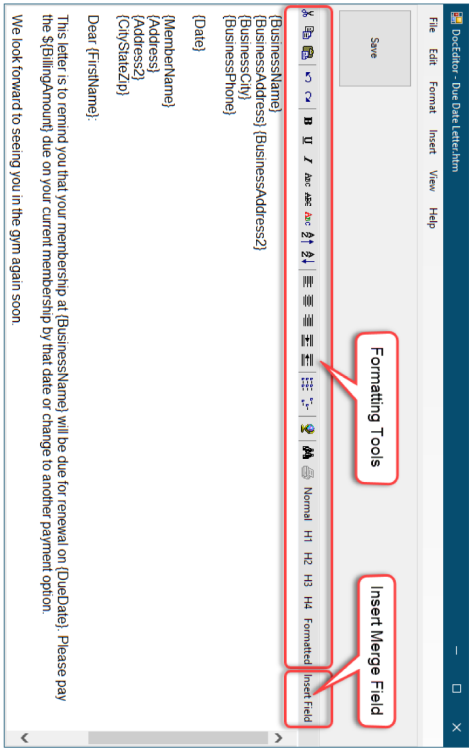 DocEditor - Due Date Letter.htm
File Edit Format Insert View Help
Save
Formatting Tools
Insert Merge Field
B U I Abc ABC Abc Normal H1 H2 H3 H4 Formatted Insert Field
{BusinessName}
{BusinessAddress} {BusinessAddress2}
{BusinessCity}
{BusinessPhone}
{Date}
{MemberName}
{Address}
{Address2}
{CityStateZip}
Dear {FirstName}:
This letter is to remind you that your membership at {BusinessName} will be due for renewal on {DueDate}. Please pay
the ${BillingAmount} due on your current membership by that date or change to another payment option.
We look forward to seeing you in the gym again soon.